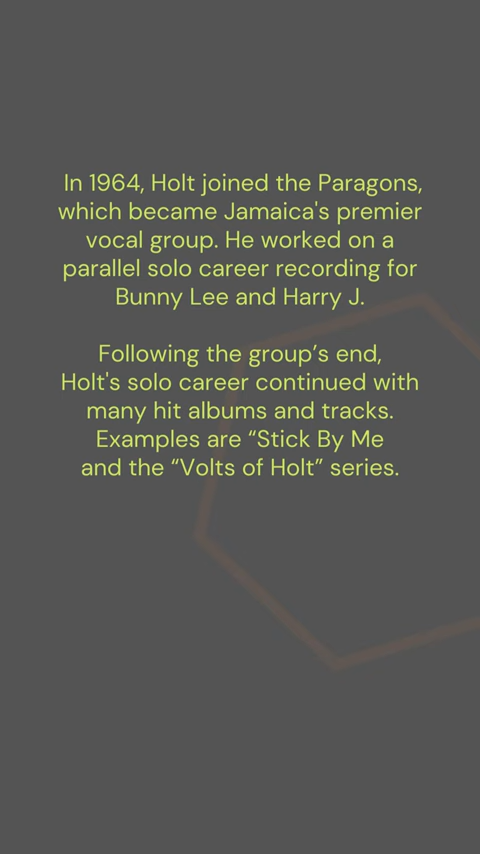 In 1964, Holt joined the Paragons,
which became Jamaica's premier
vocal group. He worked on a
parallel solo career recording for
Bunny Lee and Harry J.
Following the group’s end,
Holt's solo career continued with
many hit albums and tracks.
Examples are “Stick By Me
and the “Volts of Holt” series.